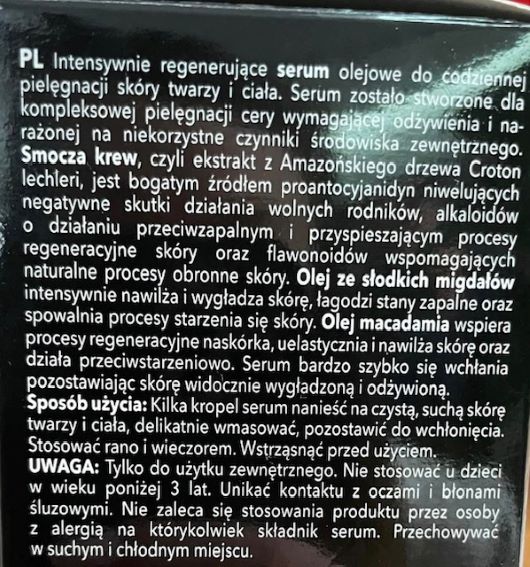 PL Intensywnie regenerujące serum olejowe do codziennej
pielęgnacji skóry twarzy i ciała. Serum zostało stworzone dla
kompleksowej pielęgnacji cery wymagającej odżywienia i na-
rażonej na niekorzystne czynniki środowiska zewnętrznego.
Smocza krew, czyli ekstrakt z Amazońskiego drzewa Croton
lechleri, jest bogatym źródłem proantocyjanidyn niwelujących
negatywne skutki działania wolnych rodników, alkaloidów
o działaniu przeciwzapalnym i przyspieszającym procesy
regeneracyjne skóry oraz flawonoidów wspomagających
naturalne procesy obronne skóry. Olej ze słodkich migdałów
intensywnie nawilża i wygładza skórę, łagodzi stany zapalne oraz
spowalnia procesy starzenia się skóry. Olej macadamia wspiera
procesy regeneracyjne naskórka, uelastycznia i nawilża skórę oraz
działa przeciwstarzeniowo. Serum bardzo szybko się wchłania
pozostawiając skórę widocznie wygładzoną i odżywioną.
Sposób użycia: Kilka kropel serum nanieść na czystą, suchą skórę
twarzy i ciała, delikatnie wmasować, pozostawić do wchłonięcia.
Stosować rano i wieczorem. Wstrząsnąć przed użyciem.
UWAGA: Tylko do użytku zewnętrznego. Nie stosować u dzieci
w wieku poniżej 3 lat. Unikać kontaktu z oczami i błonami
śluzowymi. Nie zaleca się stosowania produktu przez osoby
z alergią na którykolwiek składnik serum. Przechowywać
w suchym i chłodnym miejscu.